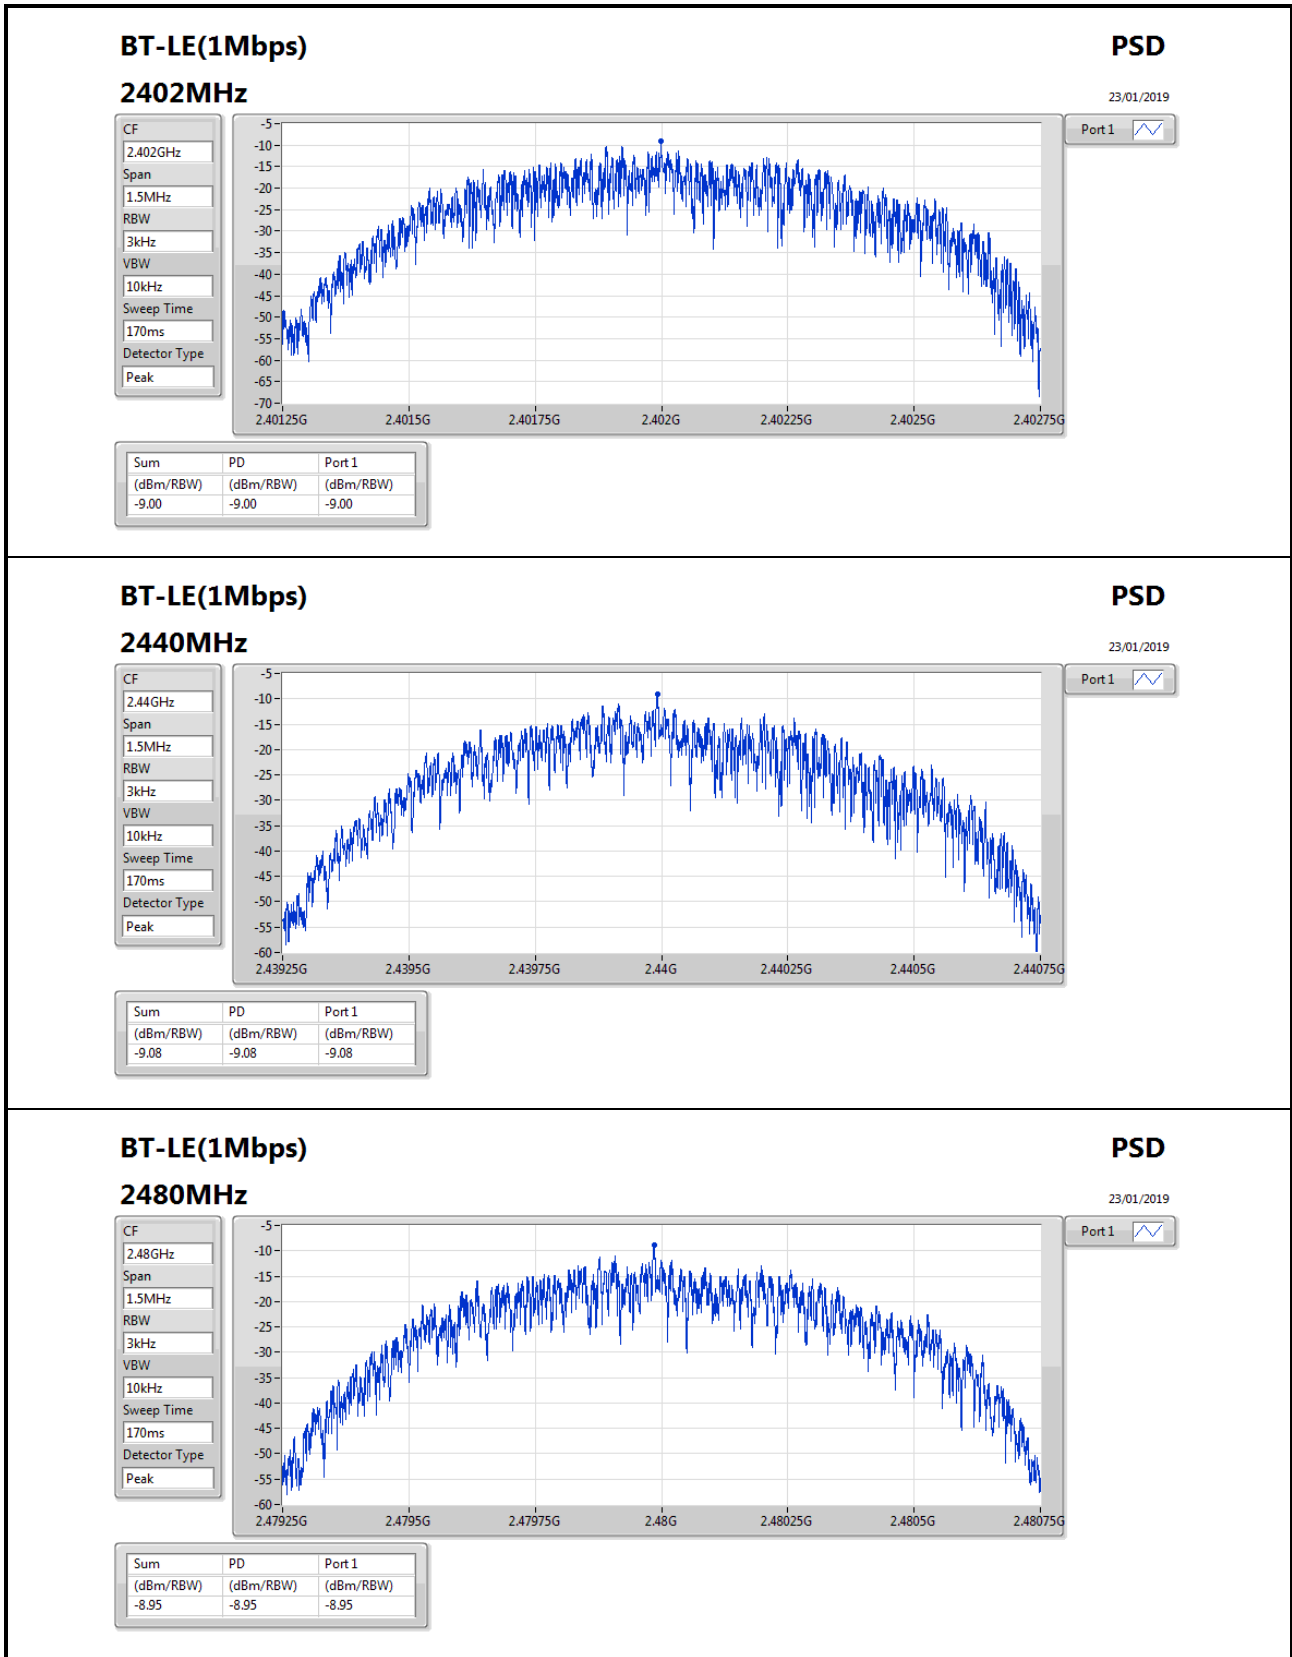 BT-LE(1Mbps) PSD
2402MHz 23/01/2019
CF
2.402GHz
Span
1.5MHz
RBW
3kHz
VBW
10kHz
Sweep Time
170ms
Detector Type
Peak
-5
-10
-15
-20
-25
-30
-35
-40
-45
-50
-55
-60
-65
-70
2.40125G 2.4015G 2.40175G 2.402G 2.40225G 2.4025G 2.40275G
Port 1
Sum PD Port 1
(dBm/RBW) (dBm/RBW) (dBm/RBW)
-9.00 -9.00 -9.00
BT-LE(1Mbps) PSD
2440MHz 23/01/2019
CF
2.44GHz
Span
1.5MHz
RBW
3kHz
VBW
10kHz
Sweep Time
170ms
Detector Type
Peak
-5
-10
-15
-20
-25
-30
-35
-40
-45
-50
-55
-60
2.43925G 2.4395G 2.43975G 2.44G 2.44025G 2.4405G 2.44075G
Port 1
Sum PD Port 1
(dBm/RBW) (dBm/RBW) (dBm/RBW)
-9.08 -9.08 -9.08
BT-LE(1Mbps) PSD
2480MHz 23/01/2019
CF
2.48GHz
Span
1.5MHz
RBW
3kHz
VBW
10kHz
Sweep Time
170ms
Detector Type
Peak
-5
-10
-15
-20
-25
-30
-35
-40
-45
-50
-55
-60
2.47925G 2.4795G 2.47975G 2.48G 2.48025G 2.4805G 2.48075G
Port 1
Sum PD Port 1
(dBm/RBW) (dBm/RBW) (dBm/RBW)
-8.95 -8.95 -8.95